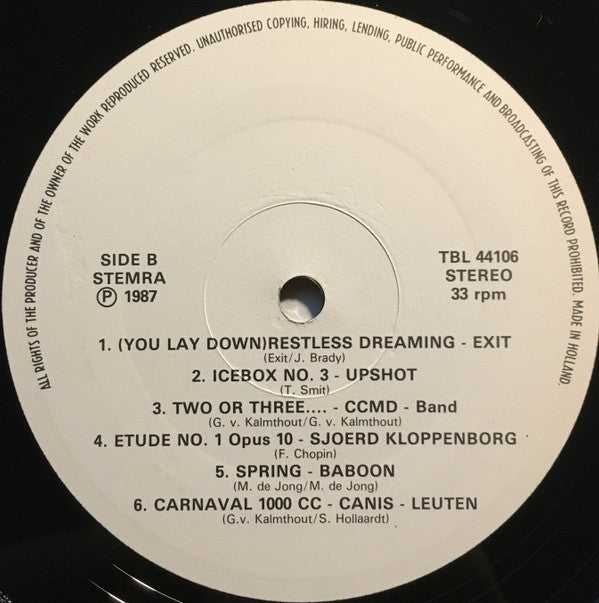 ALL RIGHTS OF THE PRODUCER AND OF THE OWNER OF THE WORK REPRODUCED RESERVED. UNAUTHORISED COPYING, HIRING, LENDING, PUBLIC PERFORMANCE AND BROADCASTING OF THIS RECORD PROHIBITED. MADE IN HOLLAND.
SIDE B
STEMRA
Ⓟ 1987
TBL 44106
STEREO
33 rpm
1. (YOU LAY DOWN)RESTLESS DREAMING - EXIT
(Exit/J. Brady)
2. ICEBOX NO. 3 - UPSHOT
(T. Smit)
3. TWO OR THREE.... - CCMD - Band
(G. v. Kalmthout/G. v. Kalmthout)
4. ETUDE NO. 1 Opus 10 - SJOERD KLOPPENBORG
(F. Chopin)
5. SPRING - BABOON
(M. de Jong/M. de Jong)
6. CARNAVAL 1000 CC - CANIS - LEUTEN
(G.v. Kalmthout/S. Hollaardt)